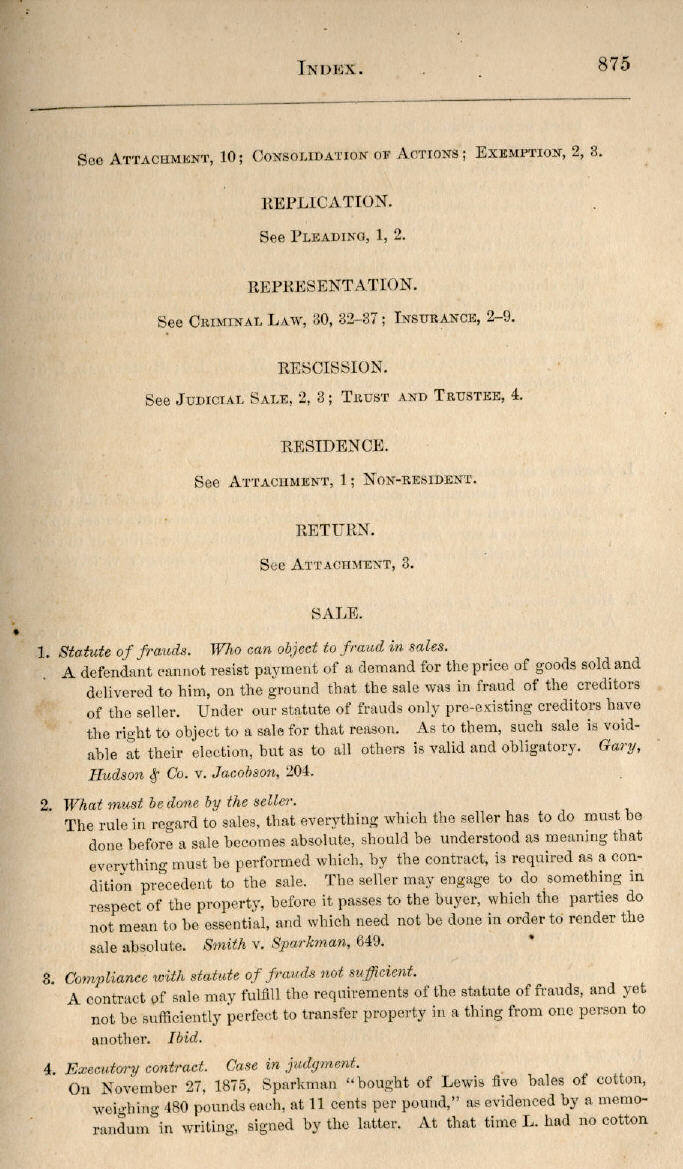 INDEX. 875
See ATTACHMENT, 10; CONSOLIDATION OF ACTIONS; EXEMPTION, 2, 3.
REPLICATION.
See PLEADING, 1, 2.
REPRESENTATION.
See CRIMINAL LAW, 30, 32–37; INSURANCE, 2–9.
RESCISSION.
See JUDICIAL SALE, 2, 3; TRUST AND TRUSTEE, 4.
RESIDENCE.
See ATTACHMENT, 1; NON-RESIDENT.
RETURN.
See ATTACHMENT, 3.
SALE.
1. Statute of frauds. Who can object to fraud in sales.
A defendant cannot resist payment of a demand for the price of goods sold and
delivered to him, on the ground that the sale was in fraud of the creditors
of the seller. Under our statute of frauds only pre-existing creditors have
the right to object to a sale for that reason. As to them, such sale is void-
able at their election, but as to all others is valid and obligatory. Gary,
Hudson & Co. v. Jacobson, 204.
2. What must be done by the seller.
The rule in regard to sales, that everything which the seller has to do must be
done before a sale becomes absolute, should be understood as meaning that
everything must be performed which, by the contract, is required as a con-
dition precedent to the sale. The seller may engage to do something in
respect of the property, before it passes to the buyer, which the parties do
not mean to be essential, and which need not be done in order to render the
sale absolute. Smith v. Sparkman, 649.
3. Compliance with statute of frauds not sufficient.
A contract of sale may fulfill the requirements of the statute of frauds, and yet
not be sufficiently perfect to transfer property in a thing from one person to
another. Ibid.
4. Executory contract. Case in judgment.
On November 27, 1875, Sparkman "bought of Lewis five bales of cotton,
weighing 480 pounds each, at 11 cents per pound," as evidenced by a memo-
randum in writing, signed by the latter. At that time L. had no cotton